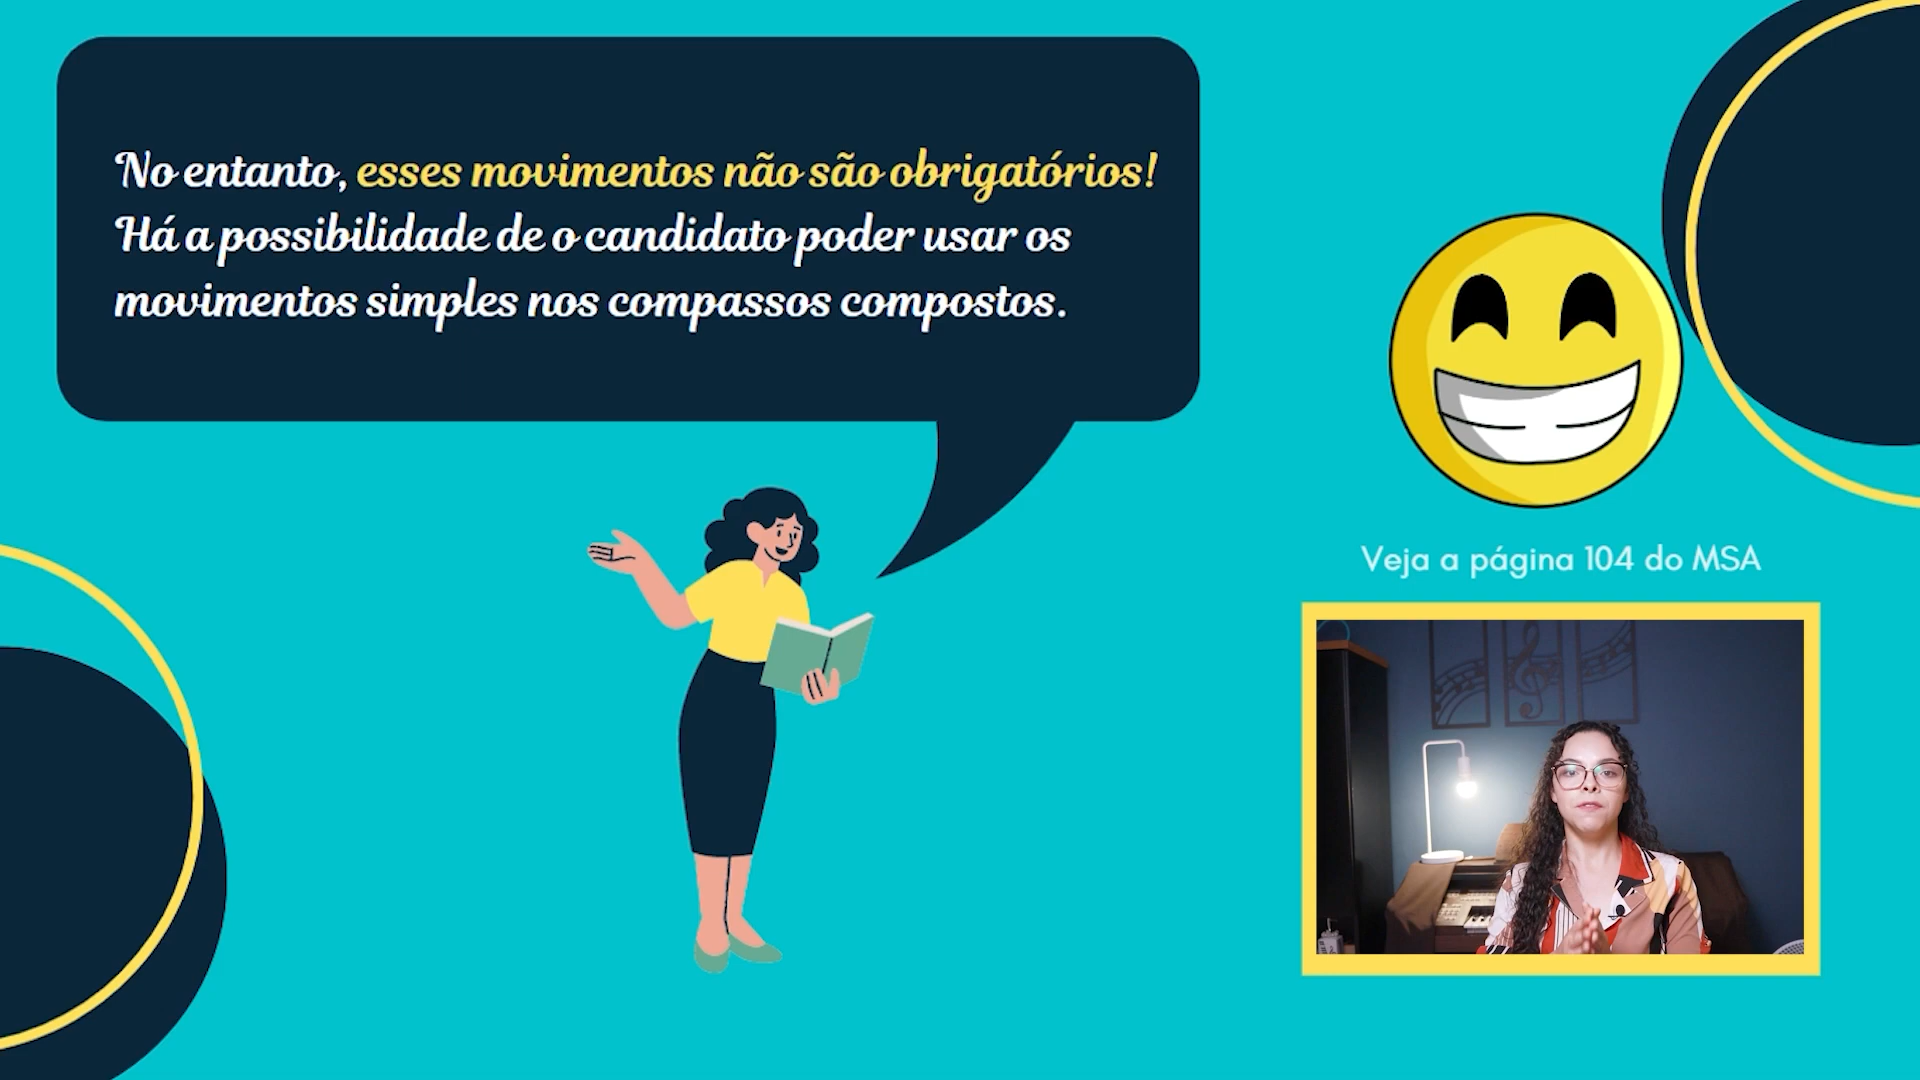 No entanto, esses movimentos não são obrigatórios!
Há a possibilidade de o candidato poder usar os
movimentos simples nos compassos compostos.
Veja a página 104 do MSA